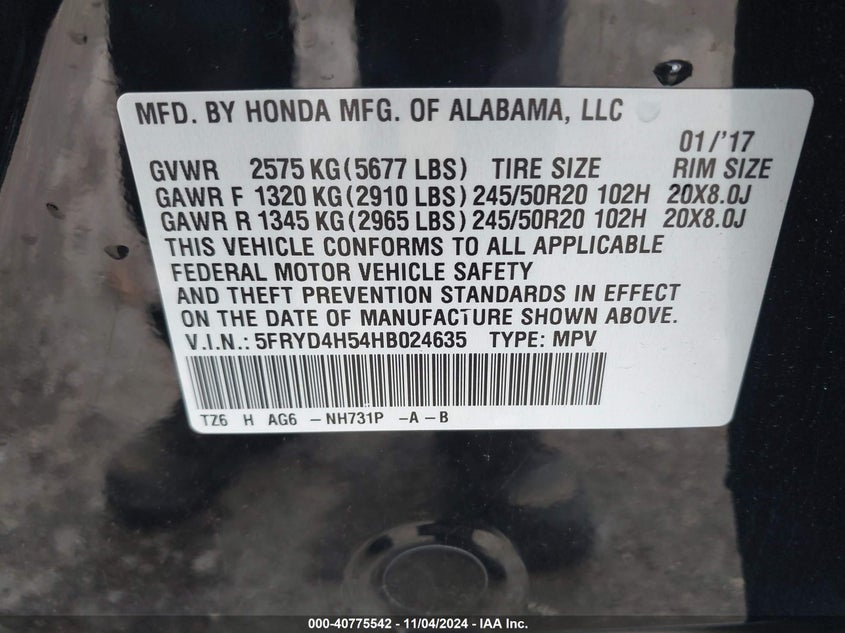 MFD. BY HONDA MFG. OF ALABAMA, LLC
01/'17
GVWR 2575 KG(5677 LBS) TIRE SIZE RIM SIZE
GAWR F 1320 KG(2910 LBS) 245/50R20 102H 20X8.0J
GAWR R 1345 KG(2965 LBS) 245/50R20 102H 20X8.0J
THIS VEHICLE CONFORMS TO ALL APPLICABLE
FEDERAL MOTOR VEHICLE SAFETY
AND THEFT PREVENTION STANDARDS IN EFFECT
ON THE DATE OF MANUFACTURE SHOWN ABOVE.
V.I.N.: 5FRYD4H54HB024635 TYPE: MPV
TZ6 H AG6 – NH731P –A–B
000-40775542 - 11/04/2024 - IAA Inc.